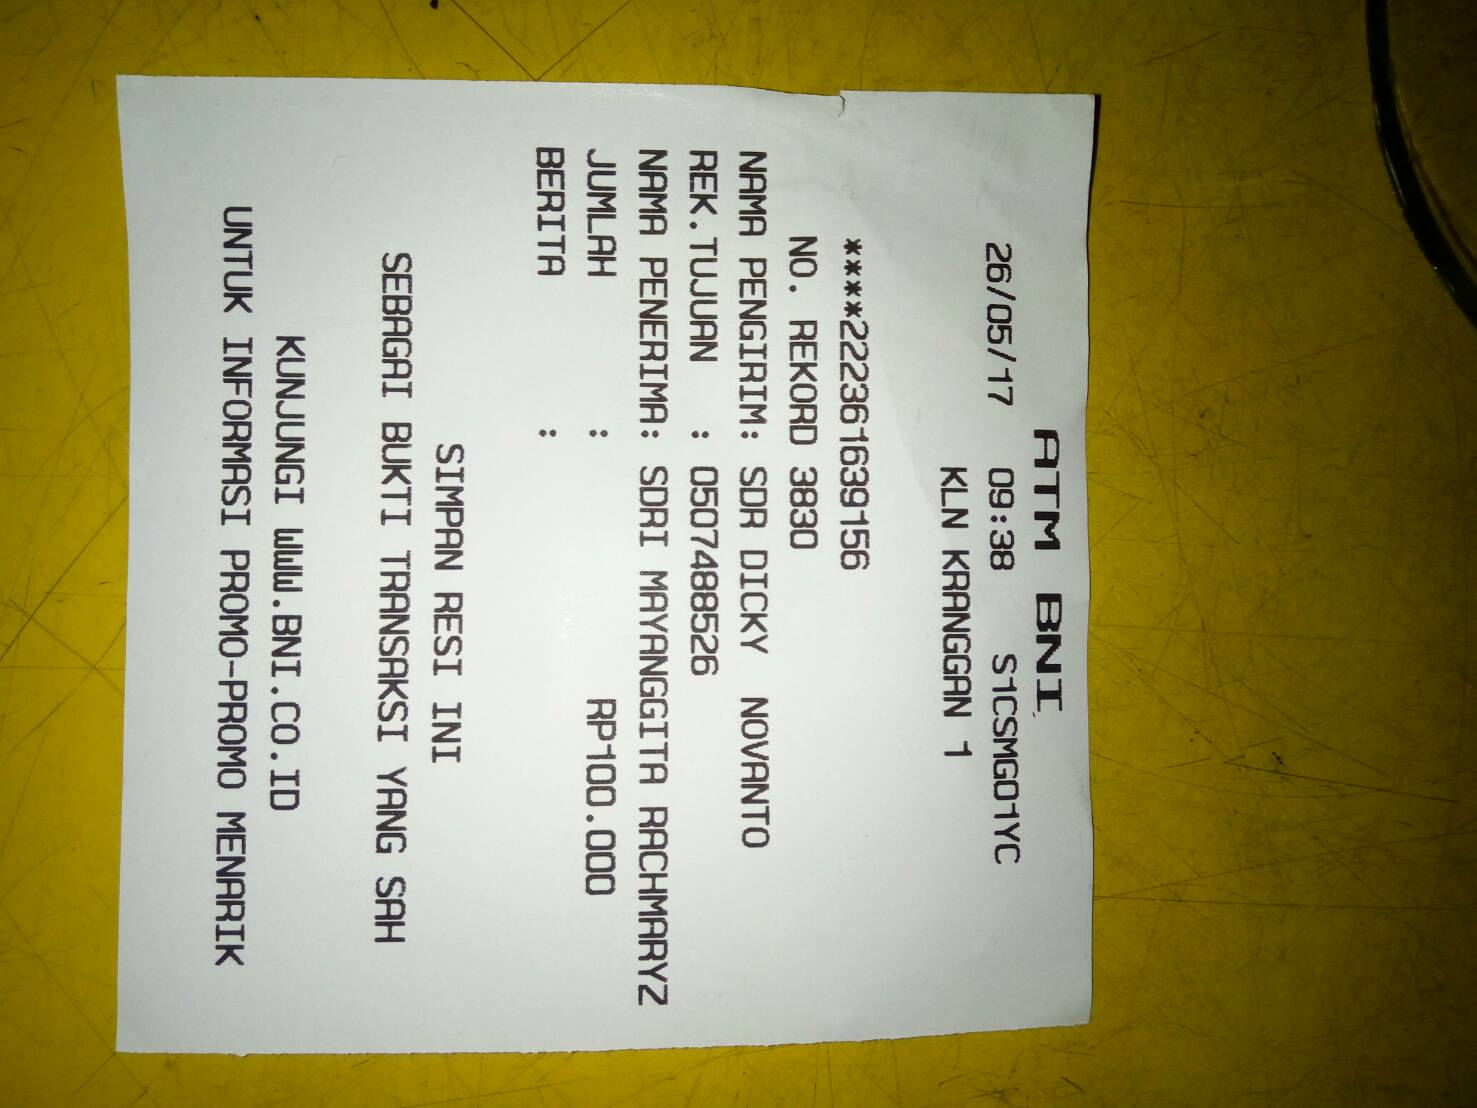 ATM BNI
26/05/17 09:38 S1CSMG01YC
KLN KRANGGAN 1
****222361639156
NO. REKORD 3830
NAMA PENGIRIM: SDR DICKY NOVANTO
REK.TUJUAN : 0507488526
NAMA PENERIMA: SDRI MAYANGGITA RACHMARYZ
JUMLAH : RP100.000
BERITA :
SIMPAN RESI INI
SEBAGAI BUKTI TRANSAKSI YANG SAH
KUNJUNGI WWW.BNI.CO.ID
UNTUK INFORMASI PROMO-PROMO MENARIK